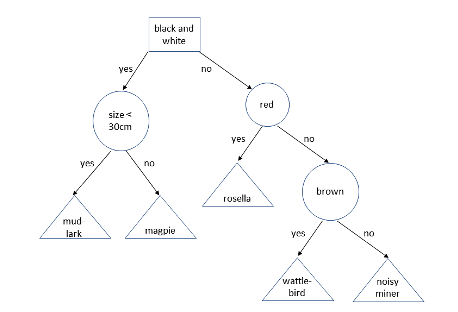 black and
white
yes
no
size <
30cm
red
yes
no
yes
no
mud
lark
magpie
rosella
brown
yes
no
wattle-
bird
noisy
miner